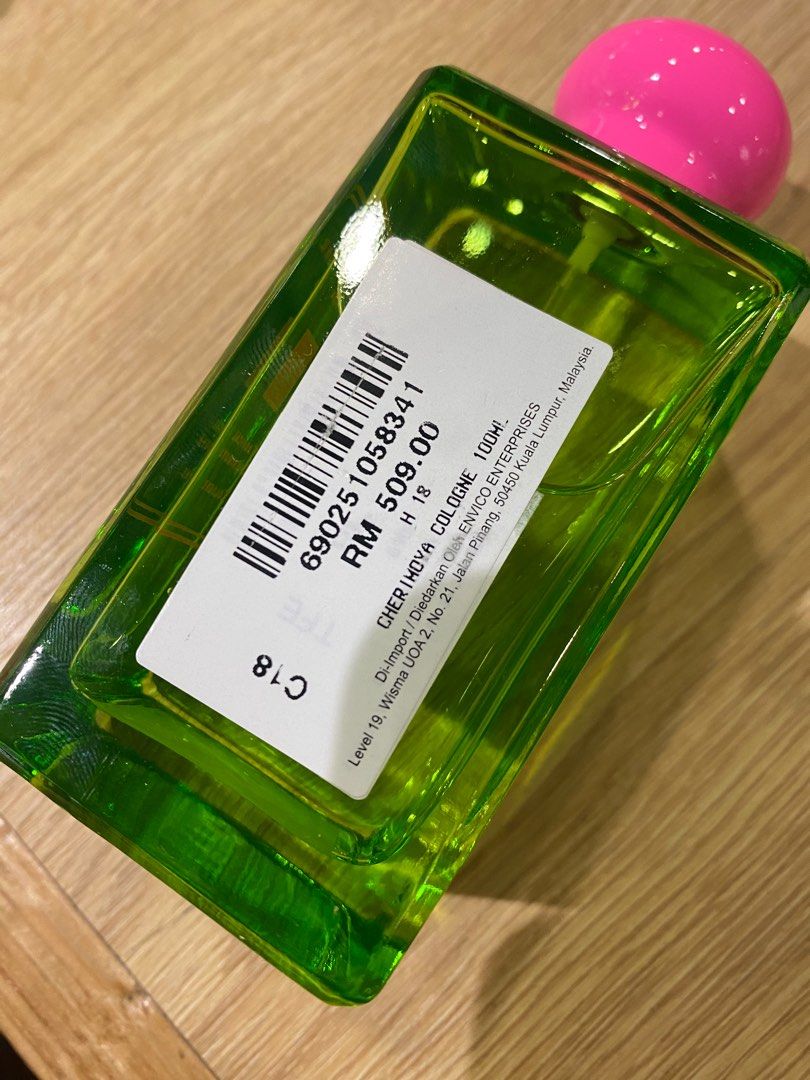 690251058341
RM 509.00
H 18
CHERIMOYA COLOGNE 100ML
Di-Import / Diedarkan Oleh ENVICO ENTERPRISES
Level 19, Wisma UOA 2, No. 21, Jalan Pinang, 50450 Kuala Lumpur, Malaysia.
C18